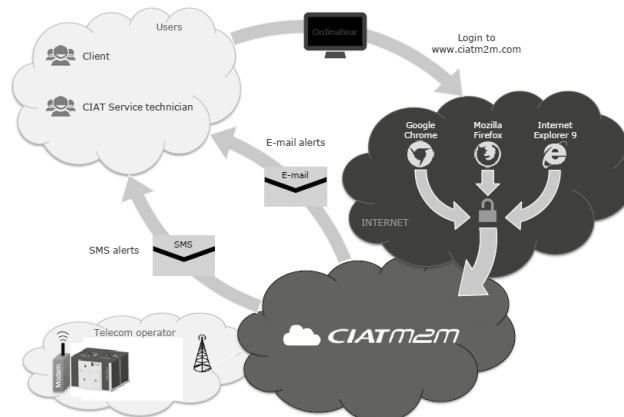 Users
Client
CIAT Service technician
Ordinateur
Login to
www.ciatm2m.com
Google
Chrome
Mozilla
Firefox
Internet
Explorer 9
INTERNET
E-mail alerts
E-mail
SMS alerts
SMS
Telecom operator
Modem
CIATM2M